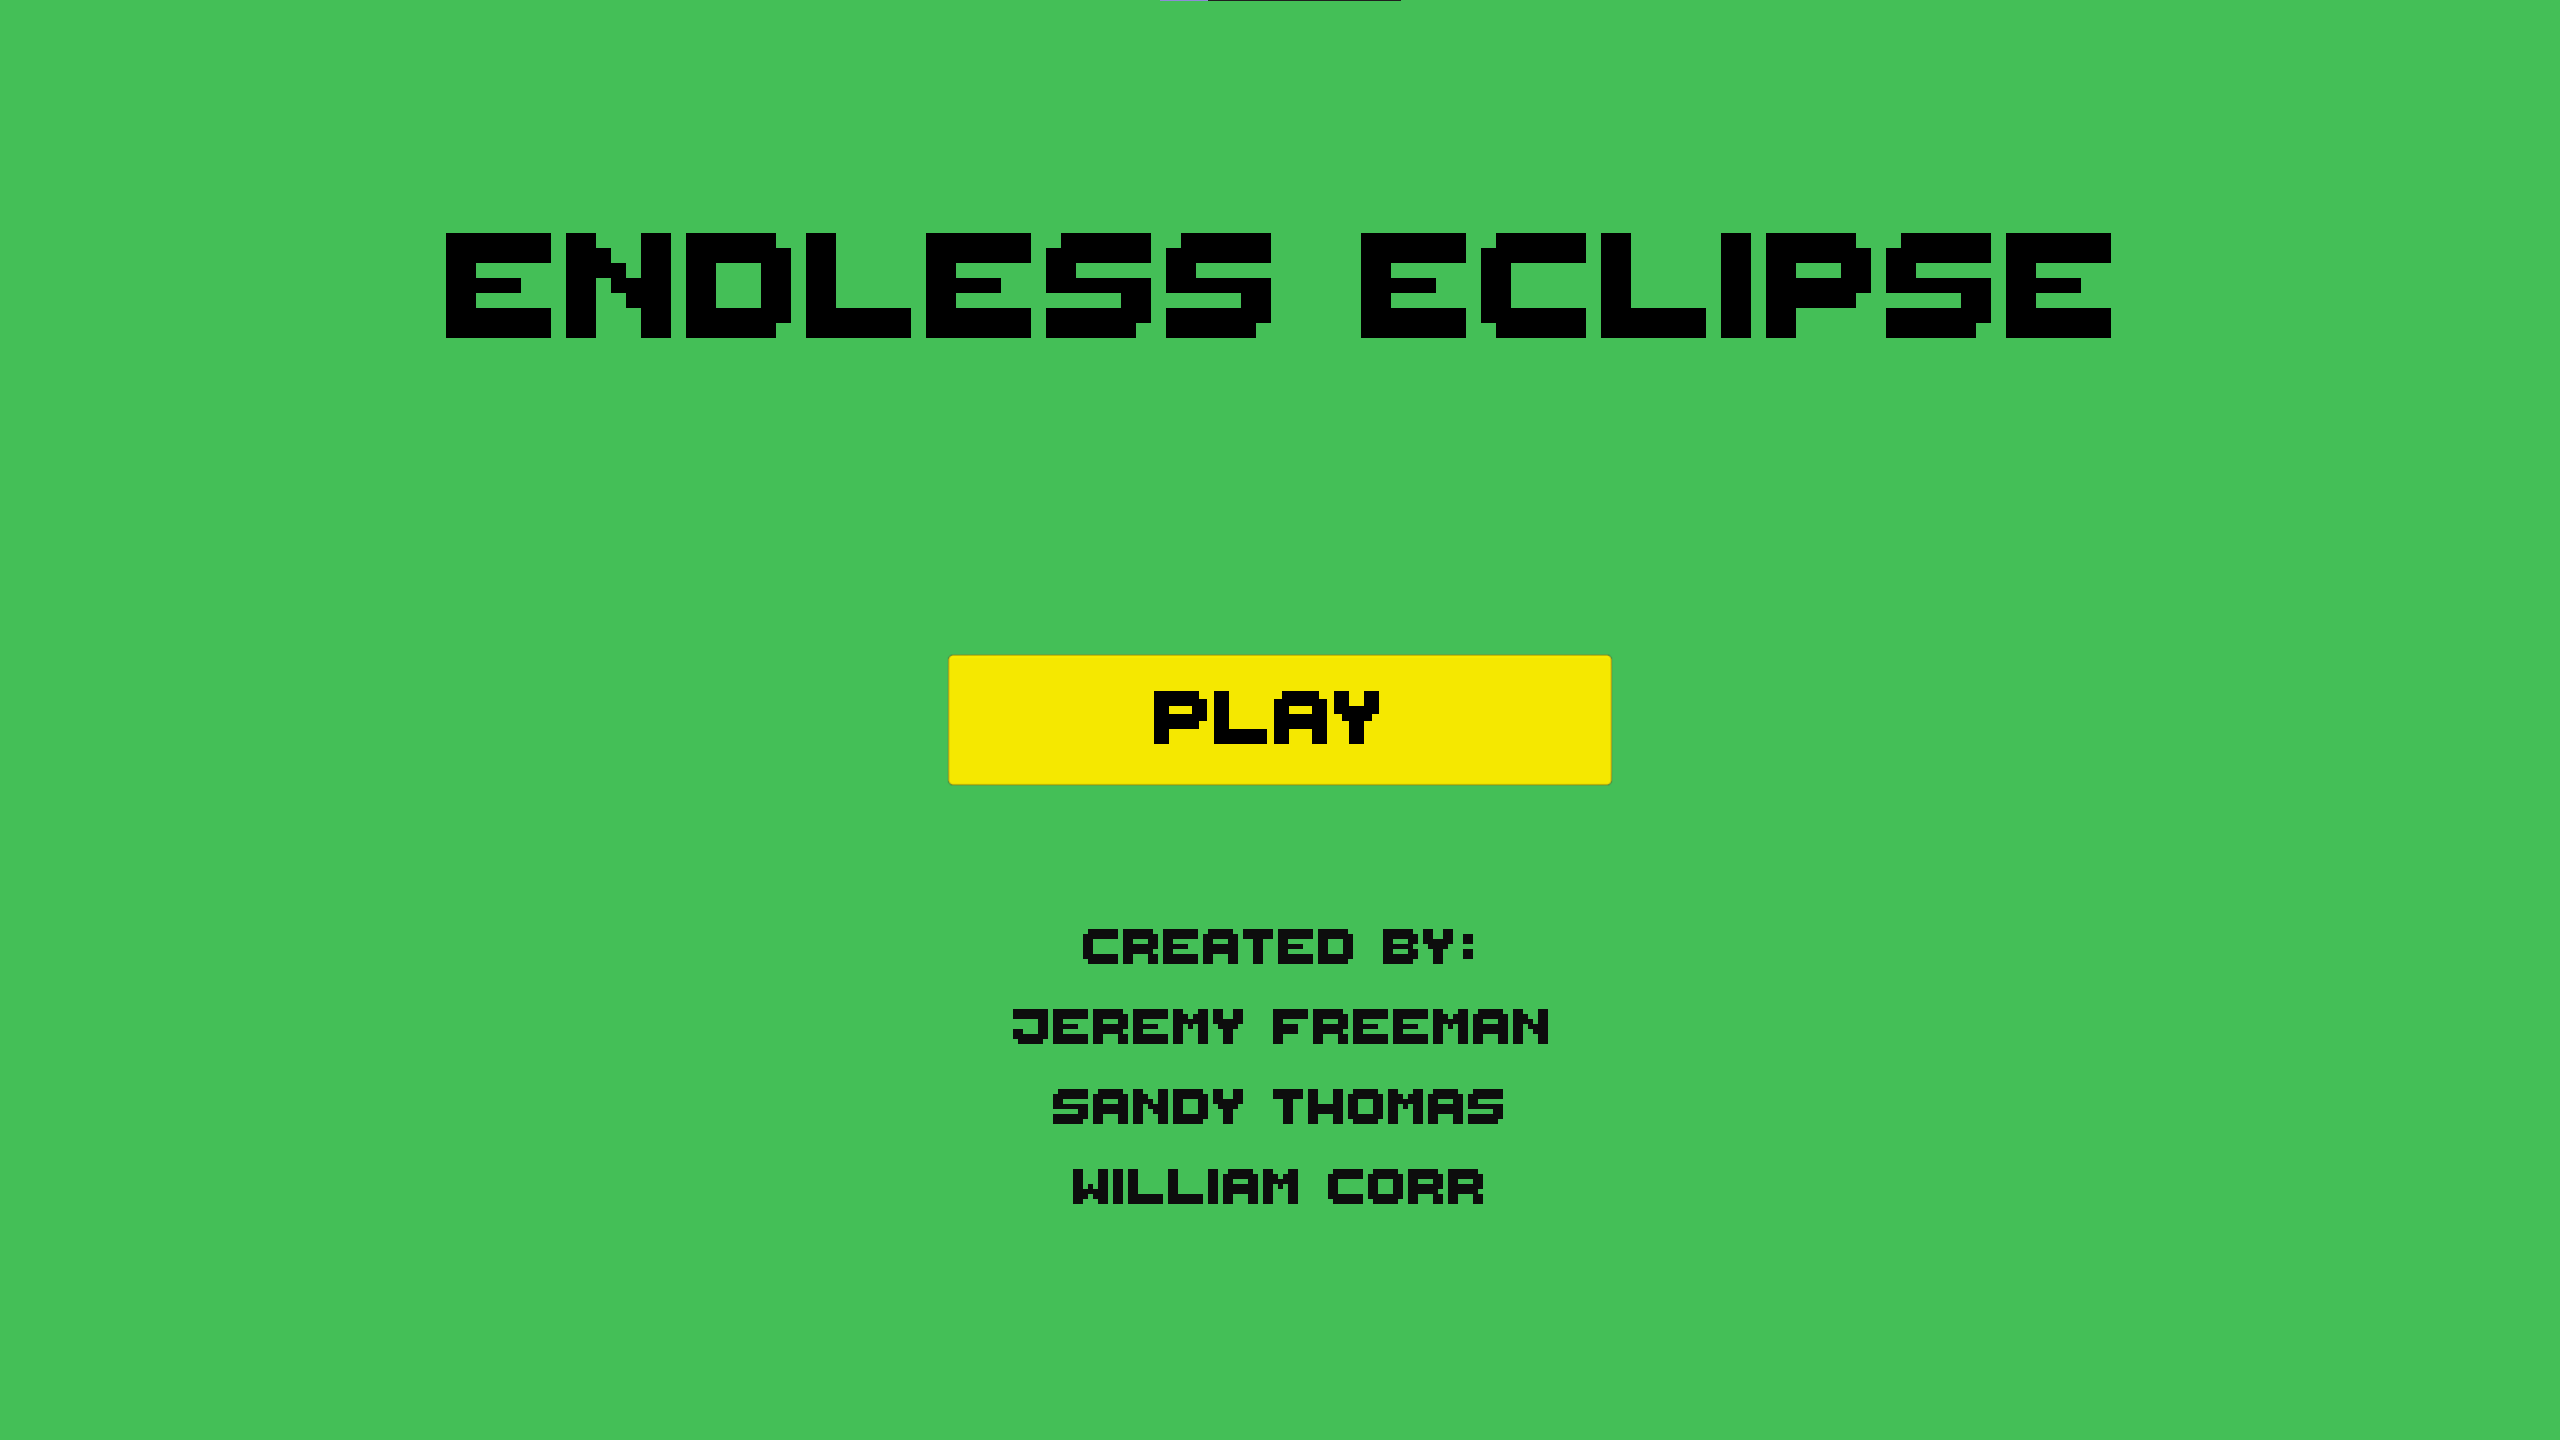 ENDLESS ECLIPSE
PLAY
CREATED BY:
JEREMY FREEMAN
SANDY THOMAS
WILLIAM CORR